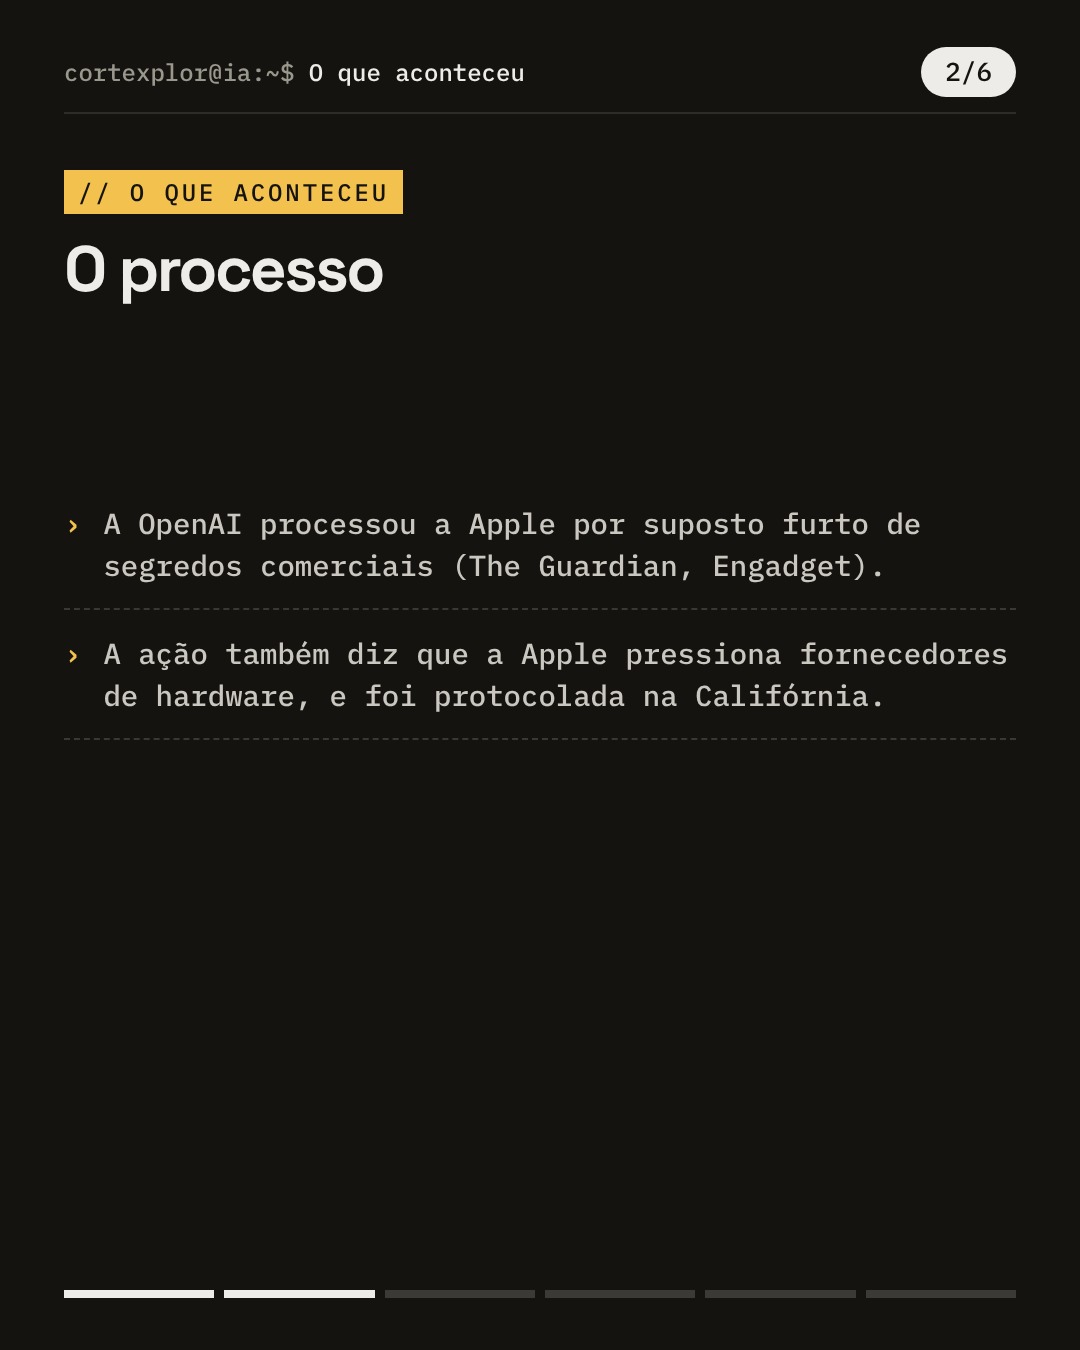 cortexplor@ia:~$ O que aconteceu
2/6
// O QUE ACONTECEU
O processo
› A OpenAI processou a Apple por suposto furto de
segredos comerciais (The Guardian, Engadget).
› A ação também diz que a Apple pressiona fornecedores
de hardware, e foi protocolada na Califórnia.